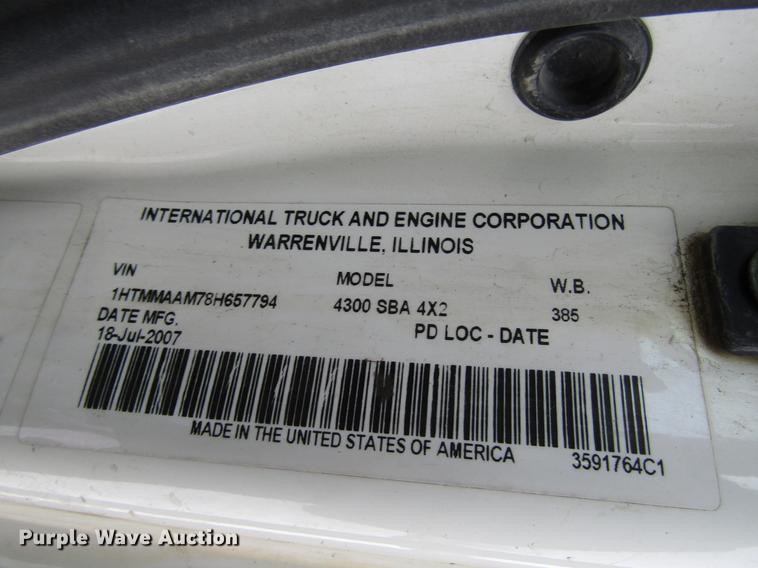 INTERNATIONAL TRUCK AND ENGINE CORPORATION
WARRENVILLE, ILLINOIS
VIN MODEL W.B.
1HTMMAAM78H657794 4300 SBA 4X2 385
DATE MFG. PD LOC - DATE
18-Jul-2007
MADE IN THE UNITED STATES OF AMERICA 3591764C1
Purple Wave Auction